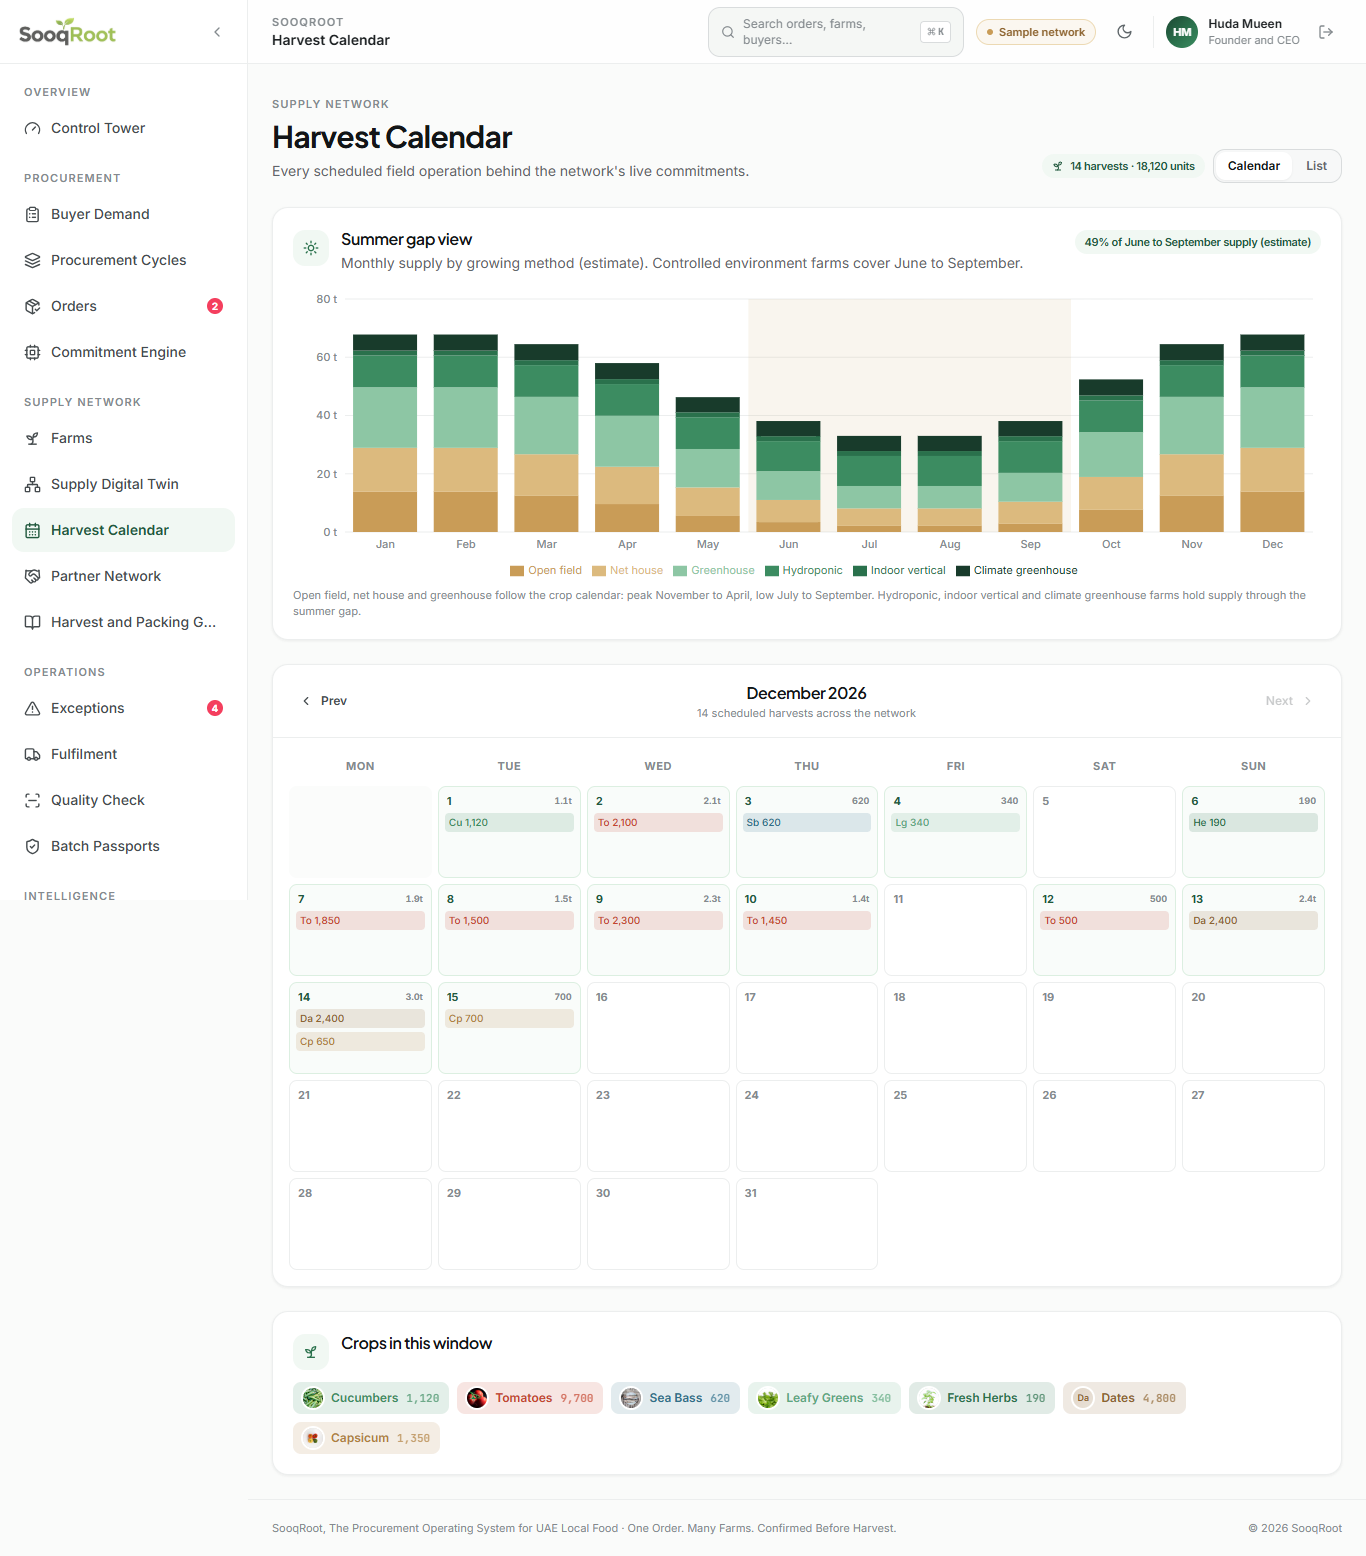 SooqRoot
OVERVIEW
Control Tower
PROCUREMENT
Buyer Demand
Procurement Cycles
Orders 2
Commitment Engine
SUPPLY NETWORK
Farms
Supply Digital Twin
Harvest Calendar
Partner Network
Harvest and Packing G...
OPERATIONS
Exceptions 4
Fulfilment
Quality Check
Batch Passports
INTELLIGENCE
SOOQROOT
Harvest Calendar
Search orders, farms,
buyers...
⌘ K
Sample network
HM
Huda Mueen
Founder and CEO
SUPPLY NETWORK
Harvest Calendar
Every scheduled field operation behind the network's live commitments.
14 harvests · 18,120 units
Calendar List
Summer gap view
Monthly supply by growing method (estimate). Controlled environment farms cover June to September.
49% of June to September supply (estimate)
80 t
60 t
40 t
20 t
0 t
Jan Feb Mar Apr May Jun Jul Aug Sep Oct Nov Dec
Open field Net house Greenhouse Hydroponic Indoor vertical Climate greenhouse
Open field, net house and greenhouse follow the crop calendar: peak November to April, low July to September. Hydroponic, indoor vertical and climate greenhouse farms hold supply through the
summer gap.
Prev
December 2026
14 scheduled harvests across the network
Next
MON TUE WED THU FRI SAT SUN
1 1.1t 2 2.1t 3 620 4 340 5 6 190
Cu 1,120 To 2,100 Sb 620 Lg 340 He 190
7 1.9t 8 1.5t 9 2.3t 10 1.4t 11 12 500 13 2.4t
To 1,850 To 1,500 To 2,300 To 1,450 To 500 Da 2,400
14 3.0t 15 700 16 17 18 19 20
Da 2,400 Cp 700
Cp 650
21 22 23 24 25 26 27
28 29 30 31
Crops in this window
Cucumbers 1,120 Tomatoes 9,700 Sea Bass 620 Leafy Greens 340 Fresh Herbs 190 Da Dates 4,800
Capsicum 1,350
SooqRoot, The Procurement Operating System for UAE Local Food · One Order. Many Farms. Confirmed Before Harvest.
© 2026 SooqRoot